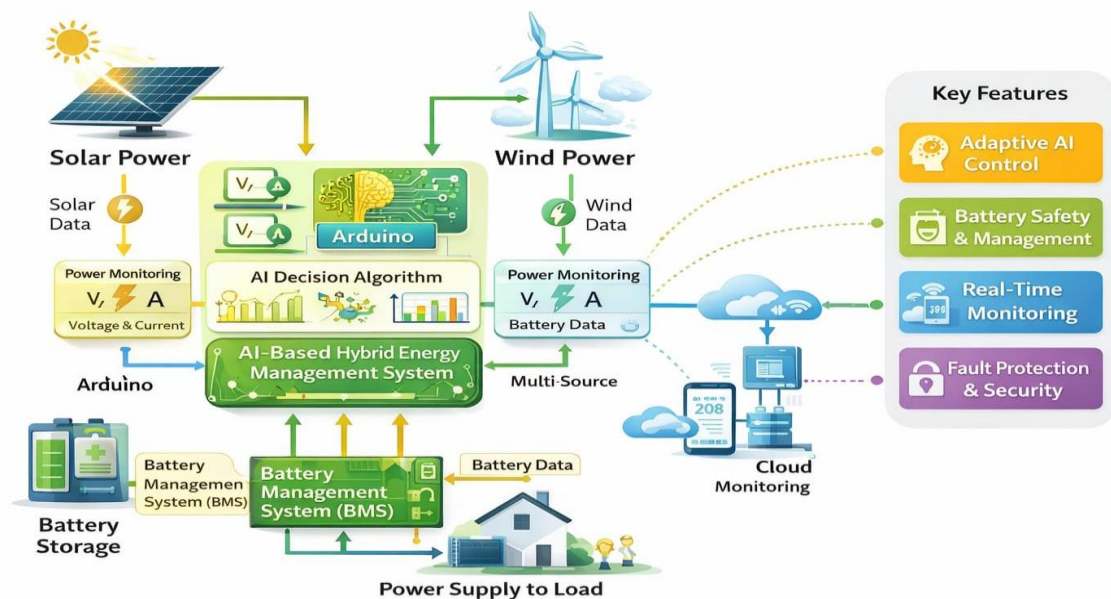 Solar Power
Wind Power
Solar
Data
Wind
Data
V,
A
V,
A
Arduino
Power Monitoring
V, A
Voltage & Current
AI Decision Algorithm
Power Monitoring
V, A
Battery Data
AI-Based Hybrid Energy
Management System
Arduino
Multi-Source
Battery
Managemen
System (BMS)
Battery
Management
System (BMS)
Battery Data
Battery
Storage
Power Supply to Load
208
Cloud
Monitoring
Key Features
Adaptive AI
Control
Battery Safety
& Management
Real-Time
Monitoring
Fault Protection
& Security